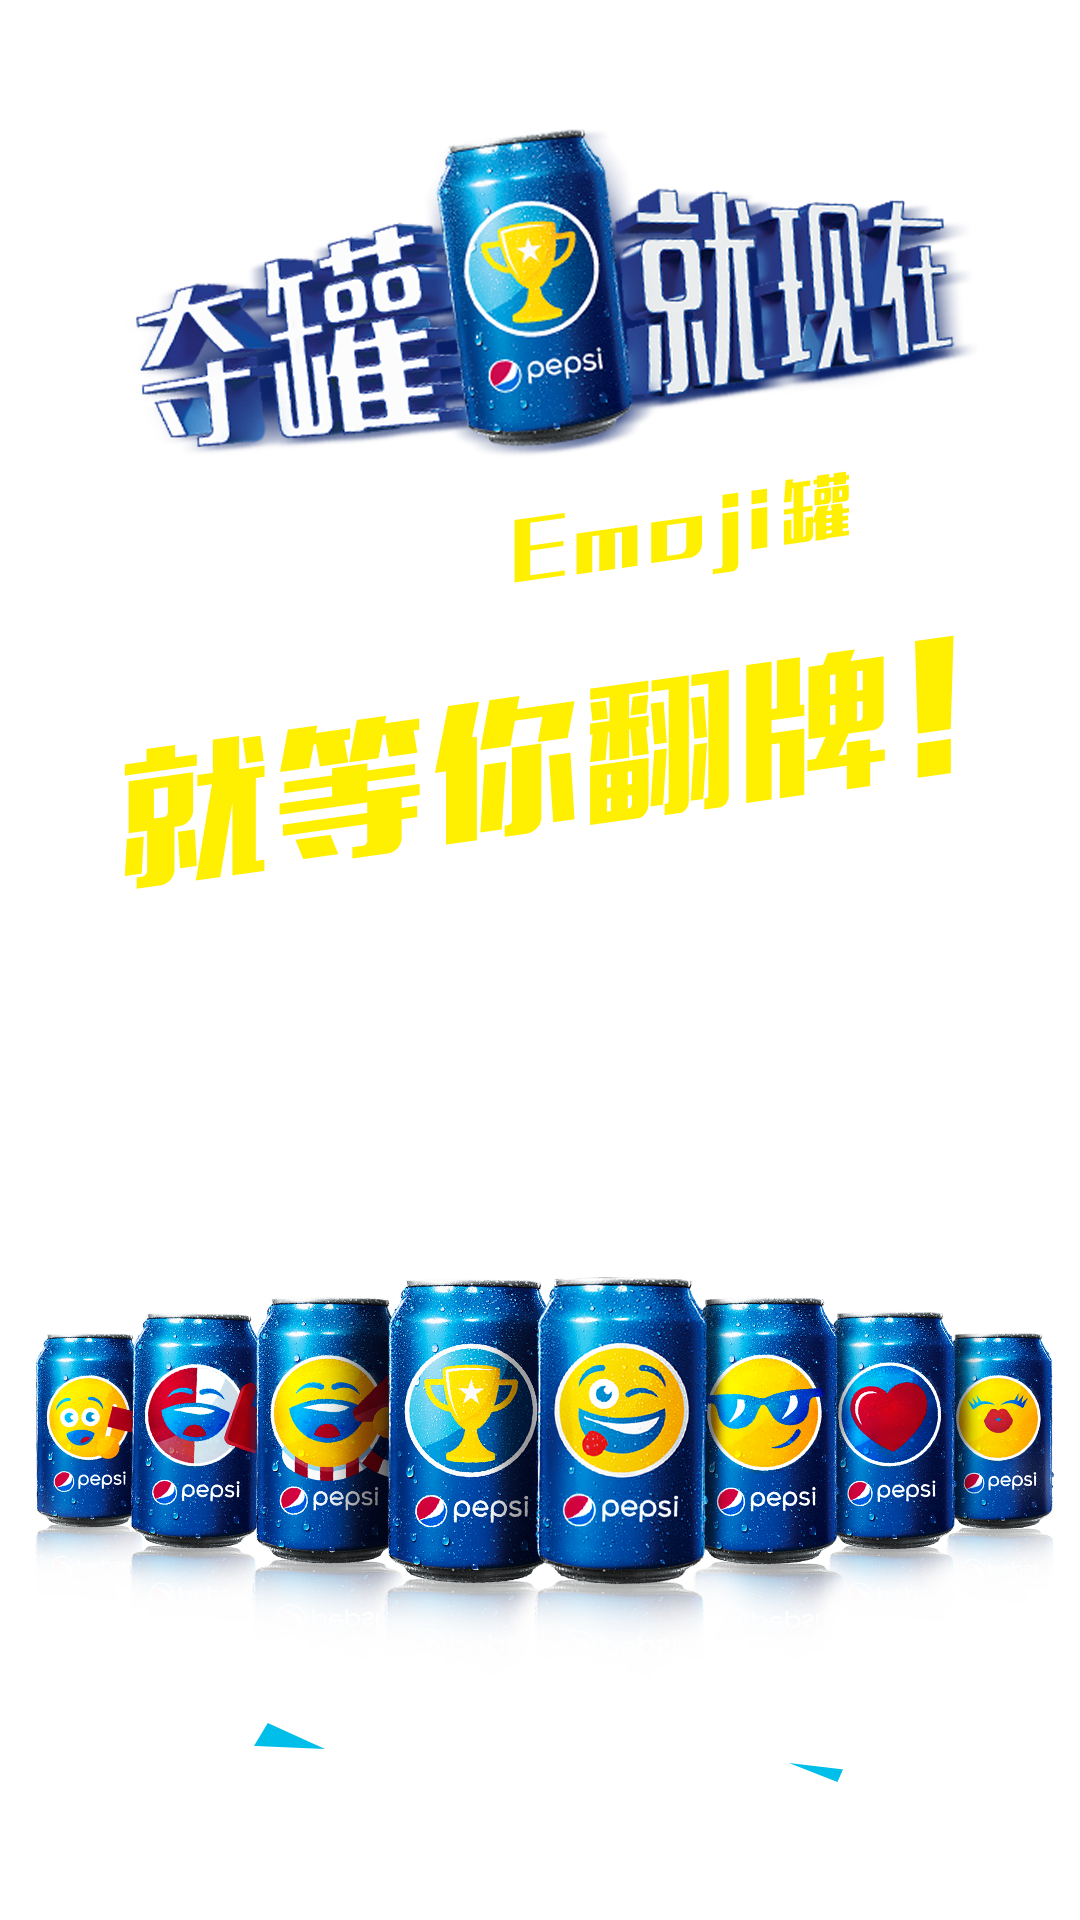 夺罐 就现在
pepsi
Emoji罐
就等你翻牌!
pepsi pepsi pepsi pepsi pepsi pepsi pepsi pepsi